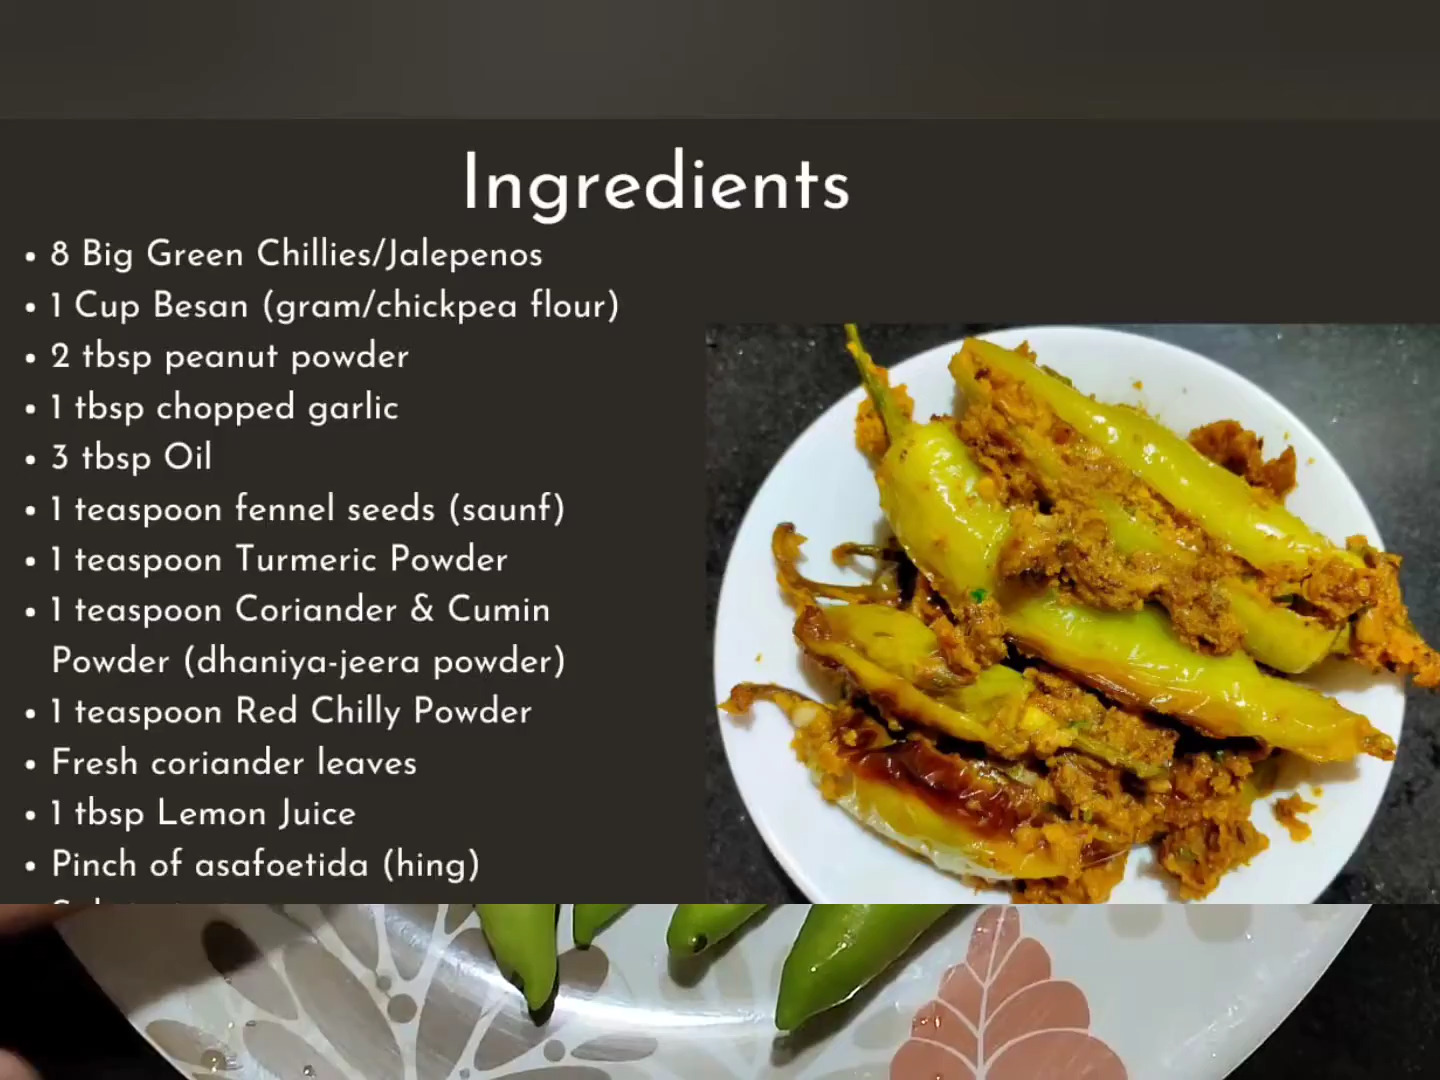 Ingredients
• 8 Big Green Chillies/Jalepenos
• 1 Cup Besan (gram/chickpea flour)
• 2 tbsp peanut powder
• 1 tbsp chopped garlic
• 3 tbsp Oil
• 1 teaspoon fennel seeds (saunf)
• 1 teaspoon Turmeric Powder
• 1 teaspoon Coriander & Cumin
Powder (dhaniya-jeera powder)
• 1 teaspoon Red Chilly Powder
• Fresh coriander leaves
• 1 tbsp Lemon Juice
• Pinch of asafoetida (hing)